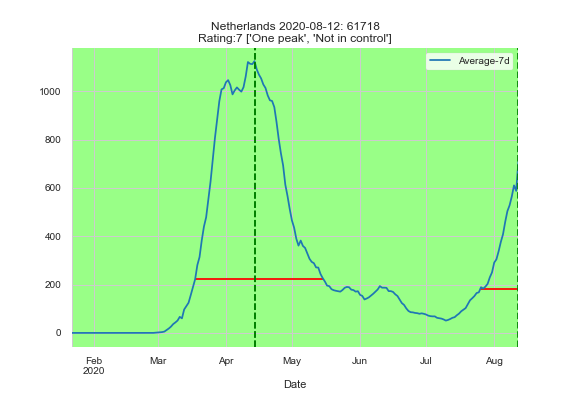 Netherlands 2020-08-12: 61718
Rating:7 ['One peak', 'Not in control']
Average-7d
1000
800
600
400
200
0
Feb Mar Apr May Jun Jul Aug
2020
Date